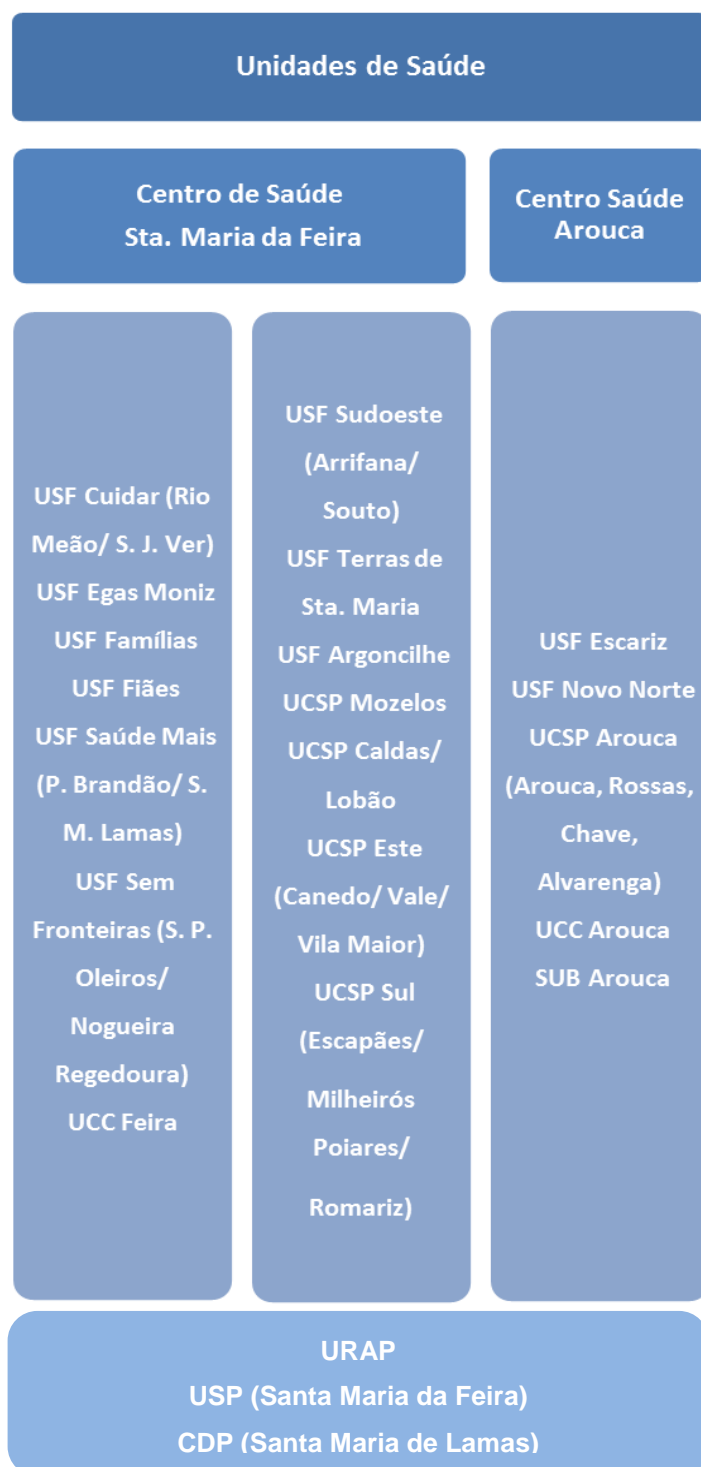 Unidades de Saúde
Centro de Saúde
Sta. Maria da Feira
Centro Saúde
Arouca
USF Cuidar (Rio
Meão/ S. J. Ver)
USF Egas Moniz
USF Famílias
USF Fiães
USF Saúde Mais
(P. Brandão/ S.
M. Lamas)
USF Sem
Fronteiras (S. P.
Oleiros/
Nogueira
Regedoura)
UCC Feira
USF Sudoeste
(Arrifana/
Souto)
USF Terras de
Sta. Maria
USF Argoncilhe
UCSP Mozelos
UCSP Caldas/
Lobão
UCSP Este
(Canedo/ Vale/
Vila Maior)
UCSP Sul
(Escapães/
Milheirós
Poiares/
Romariz)
USF Escariz
USF Novo Norte
UCSP Arouca
(Arouca, Rossas,
Chave,
Alvarenga)
UCC Arouca
SUB Arouca
URAP
USP (Santa Maria da Feira)
CDP (Santa Maria de Lamas)